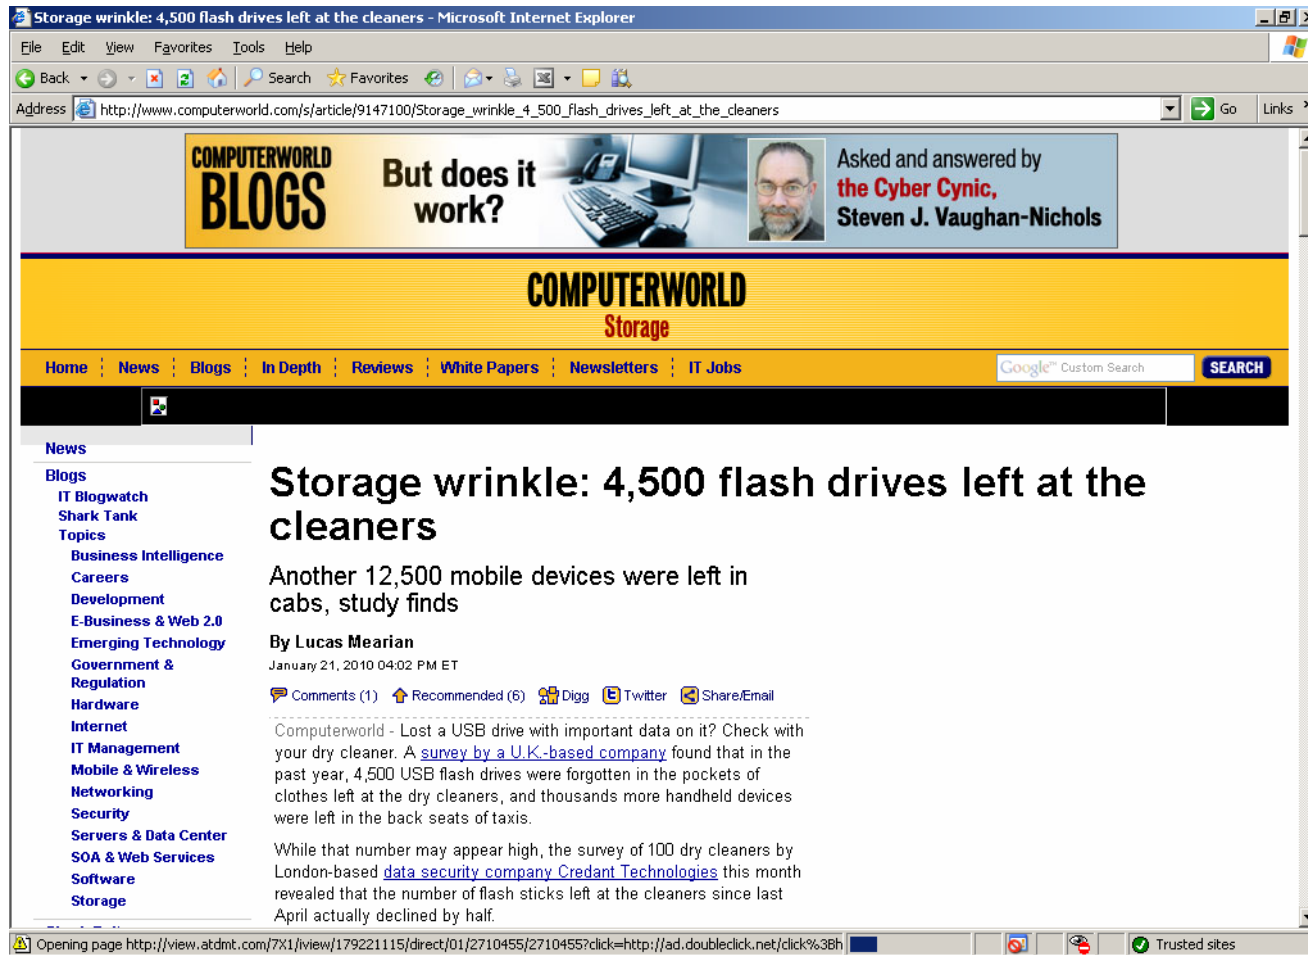 Storage wrinkle: 4,500 flash drives left at the cleaners - Microsoft Internet Explorer
File Edit View Favorites Tools Help
Back Search Favorites
Address http://www.computerworld.com/s/article/9147100/Storage_wrinkle_4_500_flash_drives_left_at_the_cleaners Go Links
COMPUTERWORLD
BLOGS
But does it
work?
Asked and answered by
the Cyber Cynic,
Steven J. Vaughan-Nichols
COMPUTERWORLD
Storage
Home News Blogs In Depth Reviews White Papers Newsletters IT Jobs Google™ Custom Search SEARCH
News
Blogs
IT Blogwatch
Shark Tank
Topics
Business Intelligence
Careers
Development
E-Business & Web 2.0
Emerging Technology
Government &
Regulation
Hardware
Internet
IT Management
Mobile & Wireless
Networking
Security
Servers & Data Center
SOA & Web Services
Software
Storage
Storage wrinkle: 4,500 flash drives left at the
cleaners
Another 12,500 mobile devices were left in
cabs, study finds
By Lucas Mearian
January 21, 2010 04:02 PM ET
Comments (1) Recommended (6) Digg Twitter Share/Email
Computerworld - Lost a USB drive with important data on it? Check with
your dry cleaner. A survey by a U.K.-based company found that in the
past year, 4,500 USB flash drives were forgotten in the pockets of
clothes left at the dry cleaners, and thousands more handheld devices
were left in the back seats of taxis.
While that number may appear high, the survey of 100 dry cleaners by
London-based data security company Credant Technologies this month
revealed that the number of flash sticks left at the cleaners since last
April actually declined by half.
Opening page http://view.atdmt.com/7X1/iview/179221115/direct/01/2710455/2710455?click=http://ad.doubleclick.net/click%3Bh Trusted sites